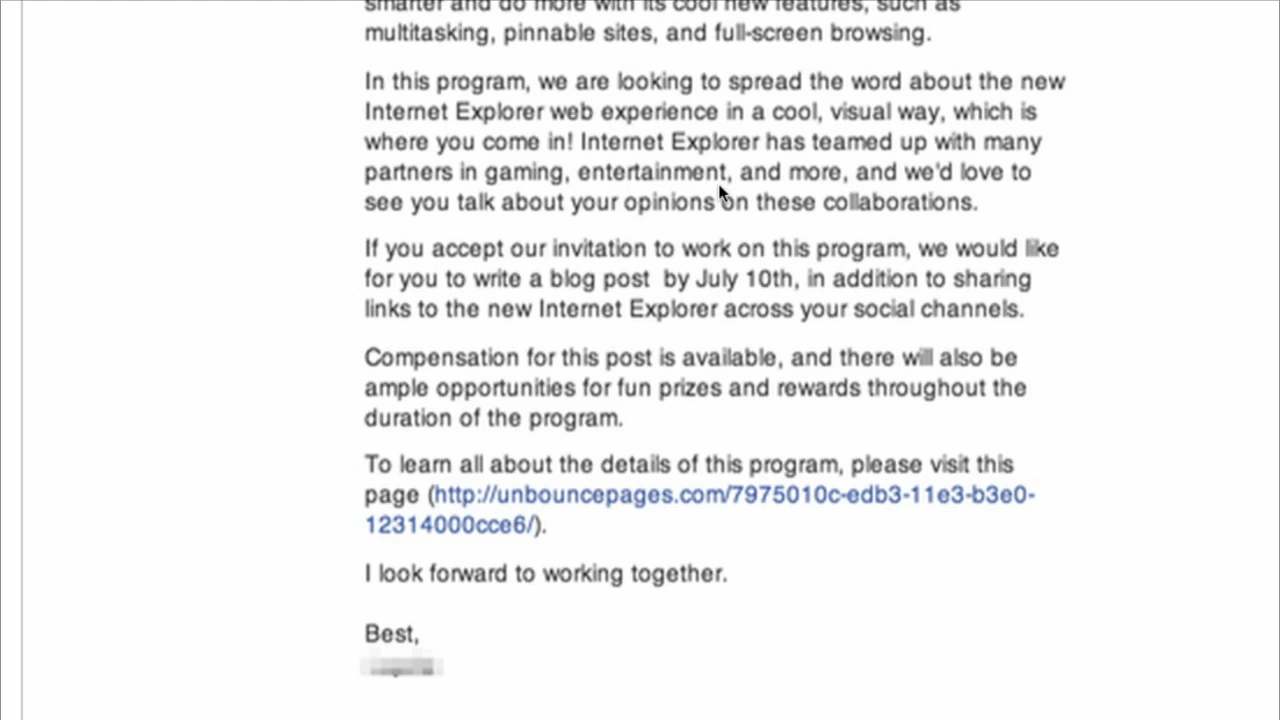 smarter and do more with its cool new features, such as
multitasking, pinnable sites, and full-screen browsing.
In this program, we are looking to spread the word about the new
Internet Explorer web experience in a cool, visual way, which is
where you come in! Internet Explorer has teamed up with many
partners in gaming, entertainment, and more, and we'd love to
see you talk about your opinions on these collaborations.
If you accept our invitation to work on this program, we would like
for you to write a blog post  by July 10th, in addition to sharing
links to the new Internet Explorer across your social channels.
Compensation for this post is available, and there will also be
ample opportunities for fun prizes and rewards throughout the
duration of the program.
To learn all about the details of this program, please visit this
page (http://unbouncepages.com/7975010c-edb3-11e3-b3e0-
12314000cce6/).
I look forward to working together.
Best,